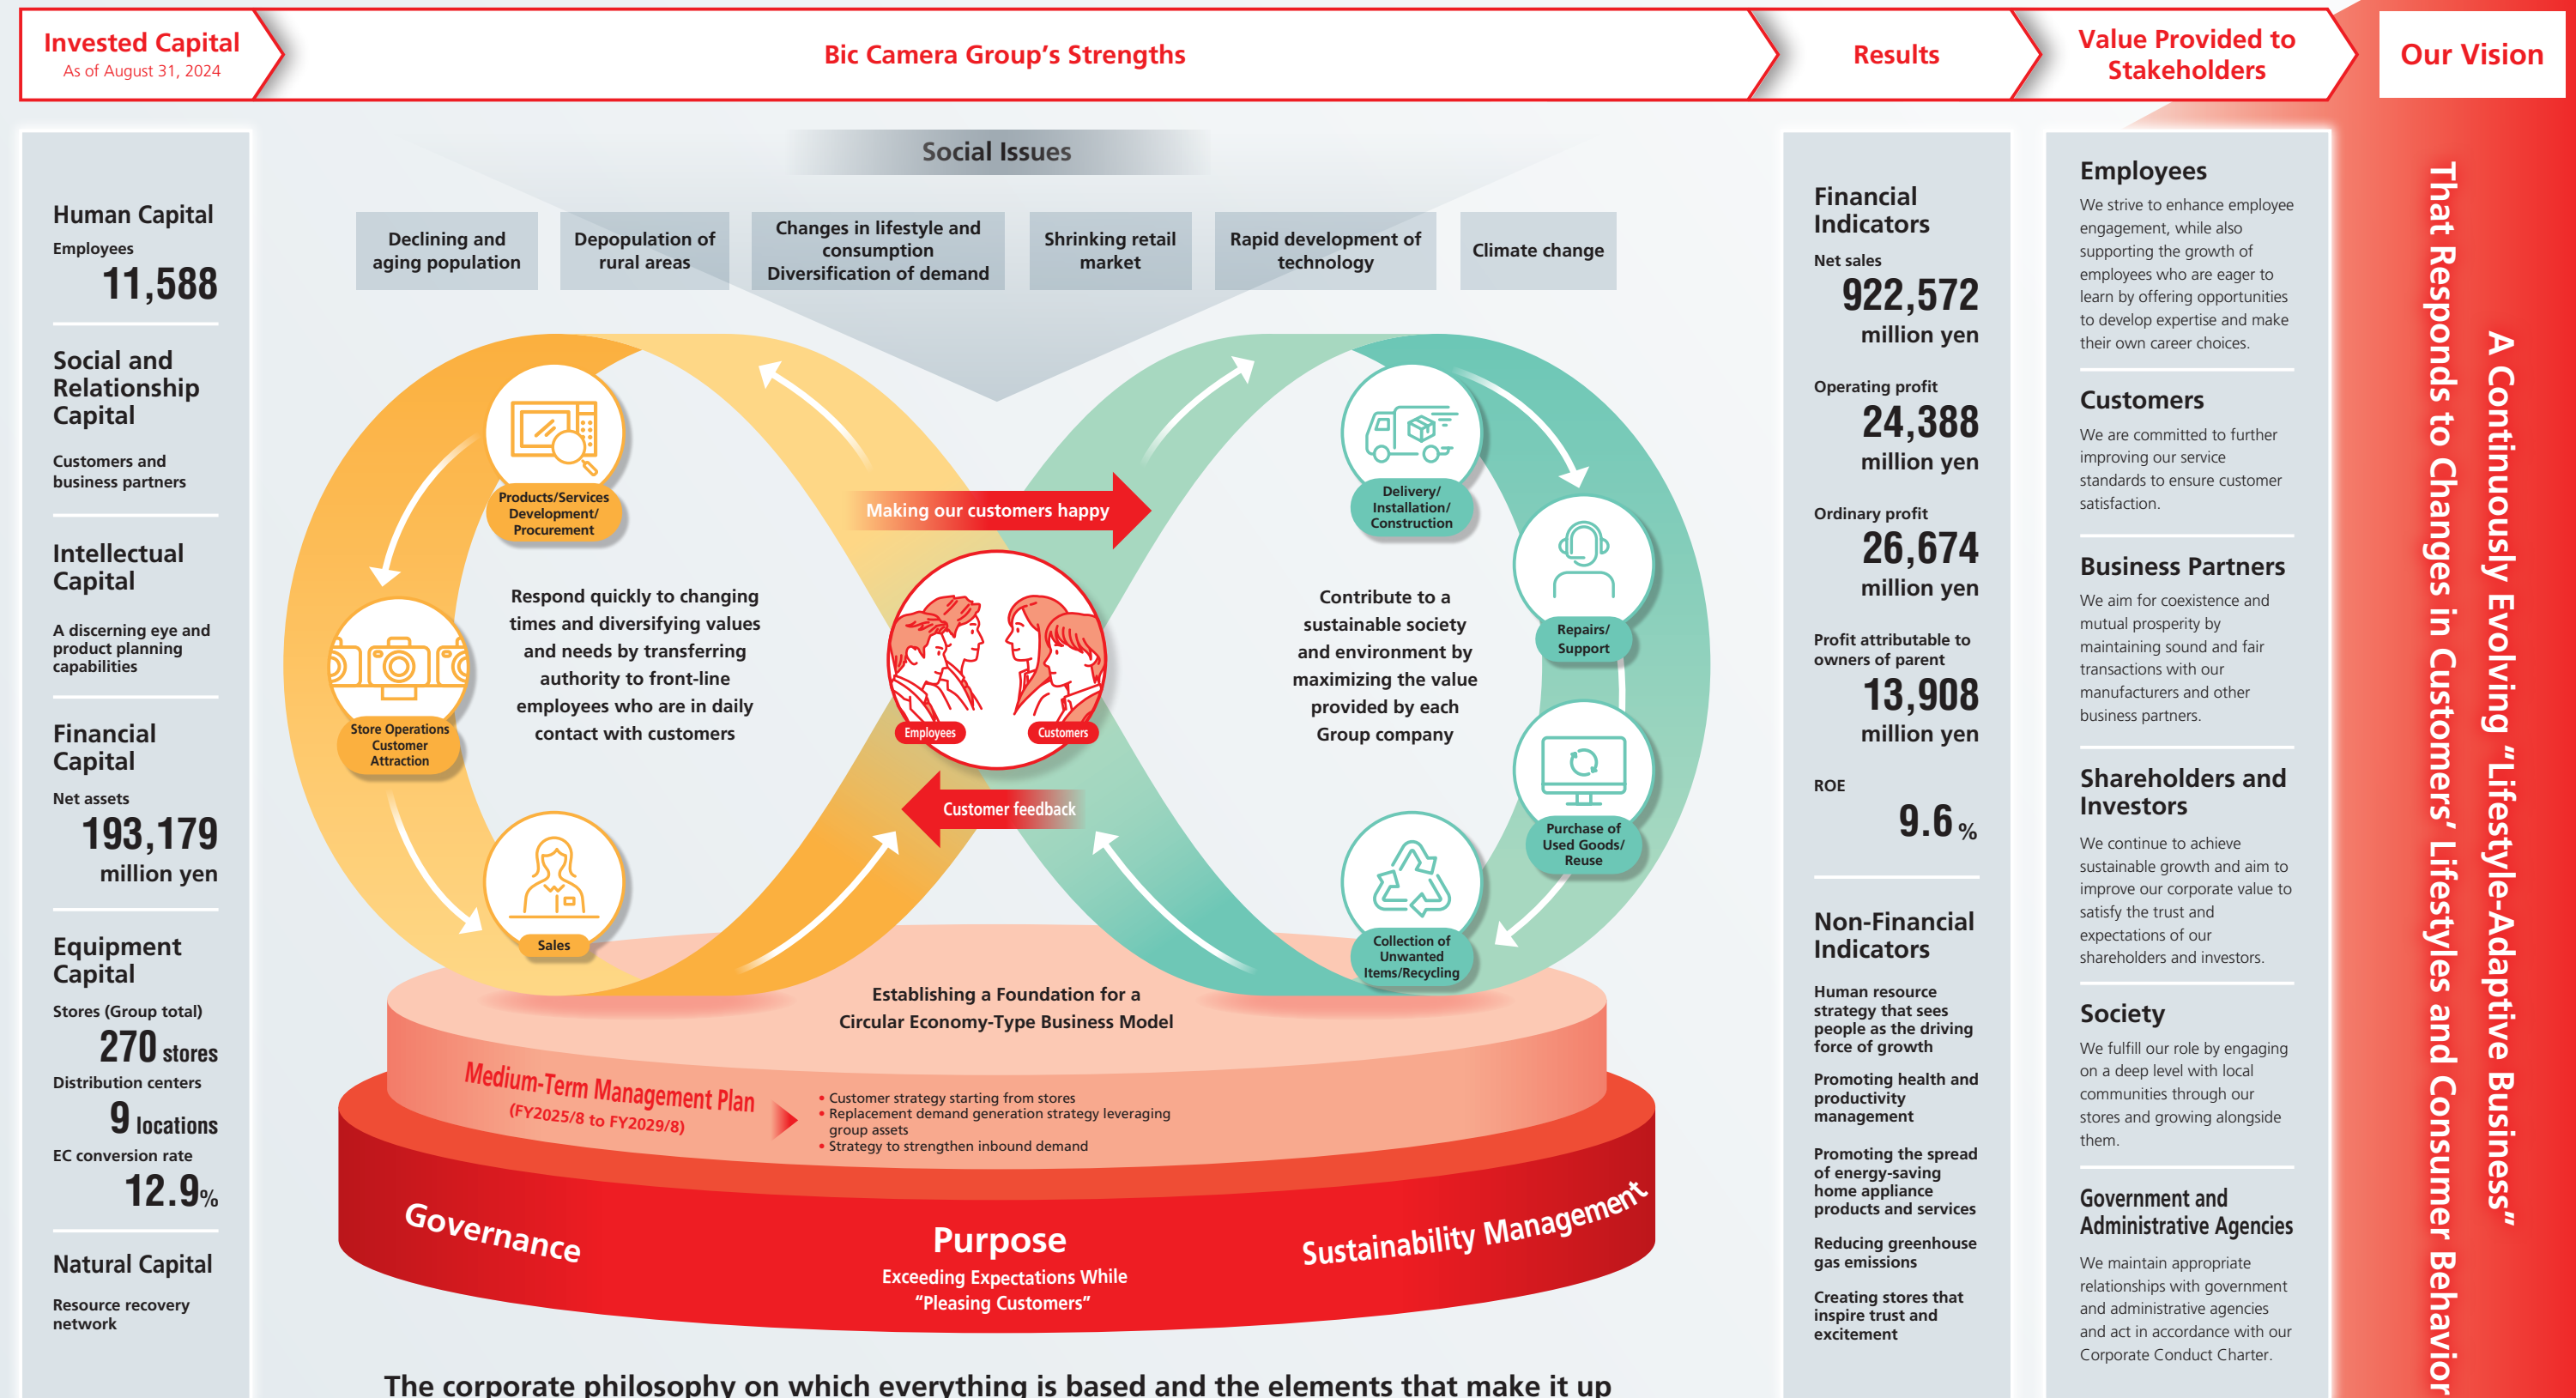 Invested Capital
As of August 31, 2024
Bic Camera Group's Strengths
Results
Value Provided to
Stakeholders
Our Vision
Human Capital
Employees
11,588
Social and
Relationship
Capital
Customers and
business partners
Intellectual
Capital
A discerning eye and
product planning
capabilities
Financial
Capital
Net assets
193,179
million yen
Equipment
Capital
Stores (Group total)
270 stores
Distribution centers
9 locations
EC conversion rate
12.9%
Natural Capital
Resource recovery
network
Social Issues
Declining and
aging population
Depopulation of
rural areas
Changes in lifestyle and
consumption
Diversification of demand
Shrinking retail
market
Rapid development of
technology
Climate change
Products/Services
Development/
Procurement
Store Operations
Customer
Attraction
Sales
Respond quickly to changing
times and diversifying values
and needs by transferring
authority to front-line
employees who are in daily
contact with customers
Making our customers happy
Employees
Customers
Customer feedback
Delivery/
Installation/
Construction
Repairs/
Support
Purchase of
Used Goods/
Reuse
Collection of
Unwanted
Items/Recycling
Contribute to a
sustainable society
and environment by
maximizing the value
provided by each
Group company
Establishing a Foundation for a
Circular Economy-Type Business Model
Medium-Term Management Plan
(FY2025/8 to FY2029/8)
• Customer strategy starting from stores
• Replacement demand generation strategy leveraging
group assets
• Strategy to strengthen inbound demand
Governance
Purpose
Exceeding Expectations While
“Pleasing Customers”
Sustainability Management
The corporate philosophy on which everything is based and the elements that make it up
Financial
Indicators
Net sales
922,572
million yen
Operating profit
24,388
million yen
Ordinary profit
26,674
million yen
Profit attributable to
owners of parent
13,908
million yen
ROE
9.6 %
Non-Financial
Indicators
Human resource
strategy that sees
people as the driving
force of growth
Promoting health and
productivity
management
Promoting the spread
of energy-saving
home appliance
products and services
Reducing greenhouse
gas emissions
Creating stores that
inspire trust and
excitement
Employees
We strive to enhance employee
engagement, while also
supporting the growth of
employees who are eager to
learn by offering opportunities
to develop expertise and make
their own career choices.
Customers
We are committed to further
improving our service
standards to ensure customer
satisfaction.
Business Partners
We aim for coexistence and
mutual prosperity by
maintaining sound and fair
transactions with our
manufacturers and other
business partners.
Shareholders and
Investors
We continue to achieve
sustainable growth and aim to
improve our corporate value to
satisfy the trust and
expectations of our
shareholders and investors.
Society
We fulfill our role by engaging
on a deep level with local
communities through our
stores and growing alongside
them.
Government and
Administrative Agencies
We maintain appropriate
relationships with government
and administrative agencies
and act in accordance with our
Corporate Conduct Charter.
A Continuously Evolving “Lifestyle-Adaptive Business”
That Responds to Changes in Customers’ Lifestyles and Consumer Behavior